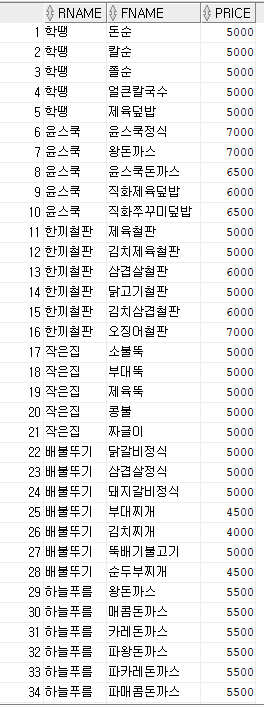 RNAME FNAME PRICE
1 학땡 돈순 5000
2 학땡 칼순 5000
3 학땡 쫄순 5000
4 학땡 얼큰칼국수 5000
5 학땡 제육덮밥 5000
6 윤스쿡 윤스쿡정식 7000
7 윤스쿡 왕돈까스 7000
8 윤스쿡 윤스쿡돈까스 6500
9 윤스쿡 직화제육덮밥 6000
10 윤스쿡 직화쭈꾸미덮밥 6500
11 한끼철판 제육철판 5000
12 한끼철판 김치제육철판 5000
13 한끼철판 삼겹살철판 6000
14 한끼철판 닭고기철판 5000
15 한끼철판 김치삼겹철판 6000
16 한끼철판 오징어철판 7000
17 작은집 소불뚝 5000
18 작은집 부대뚝 5000
19 작은집 제육뚝 5000
20 작은집 콩불 5000
21 작은집 짜글이 5000
22 배불뚜기 닭갈비정식 5000
23 배불뚜기 삼겹살정식 5000
24 배불뚜기 돼지갈비정식 5000
25 배불뚜기 부대찌개 4500
26 배불뚜기 김치찌개 4000
27 배불뚜기 뚝배기불고기 5000
28 배불뚜기 순두부찌개 4500
29 하늘푸름 왕돈까스 5500
30 하늘푸름 매콤돈까스 5500
31 하늘푸름 카레돈까스 5500
32 하늘푸름 파왕돈까스 5500
33 하늘푸름 파카레돈까스 5500
34 하늘푸름 파매콤돈까스 5500